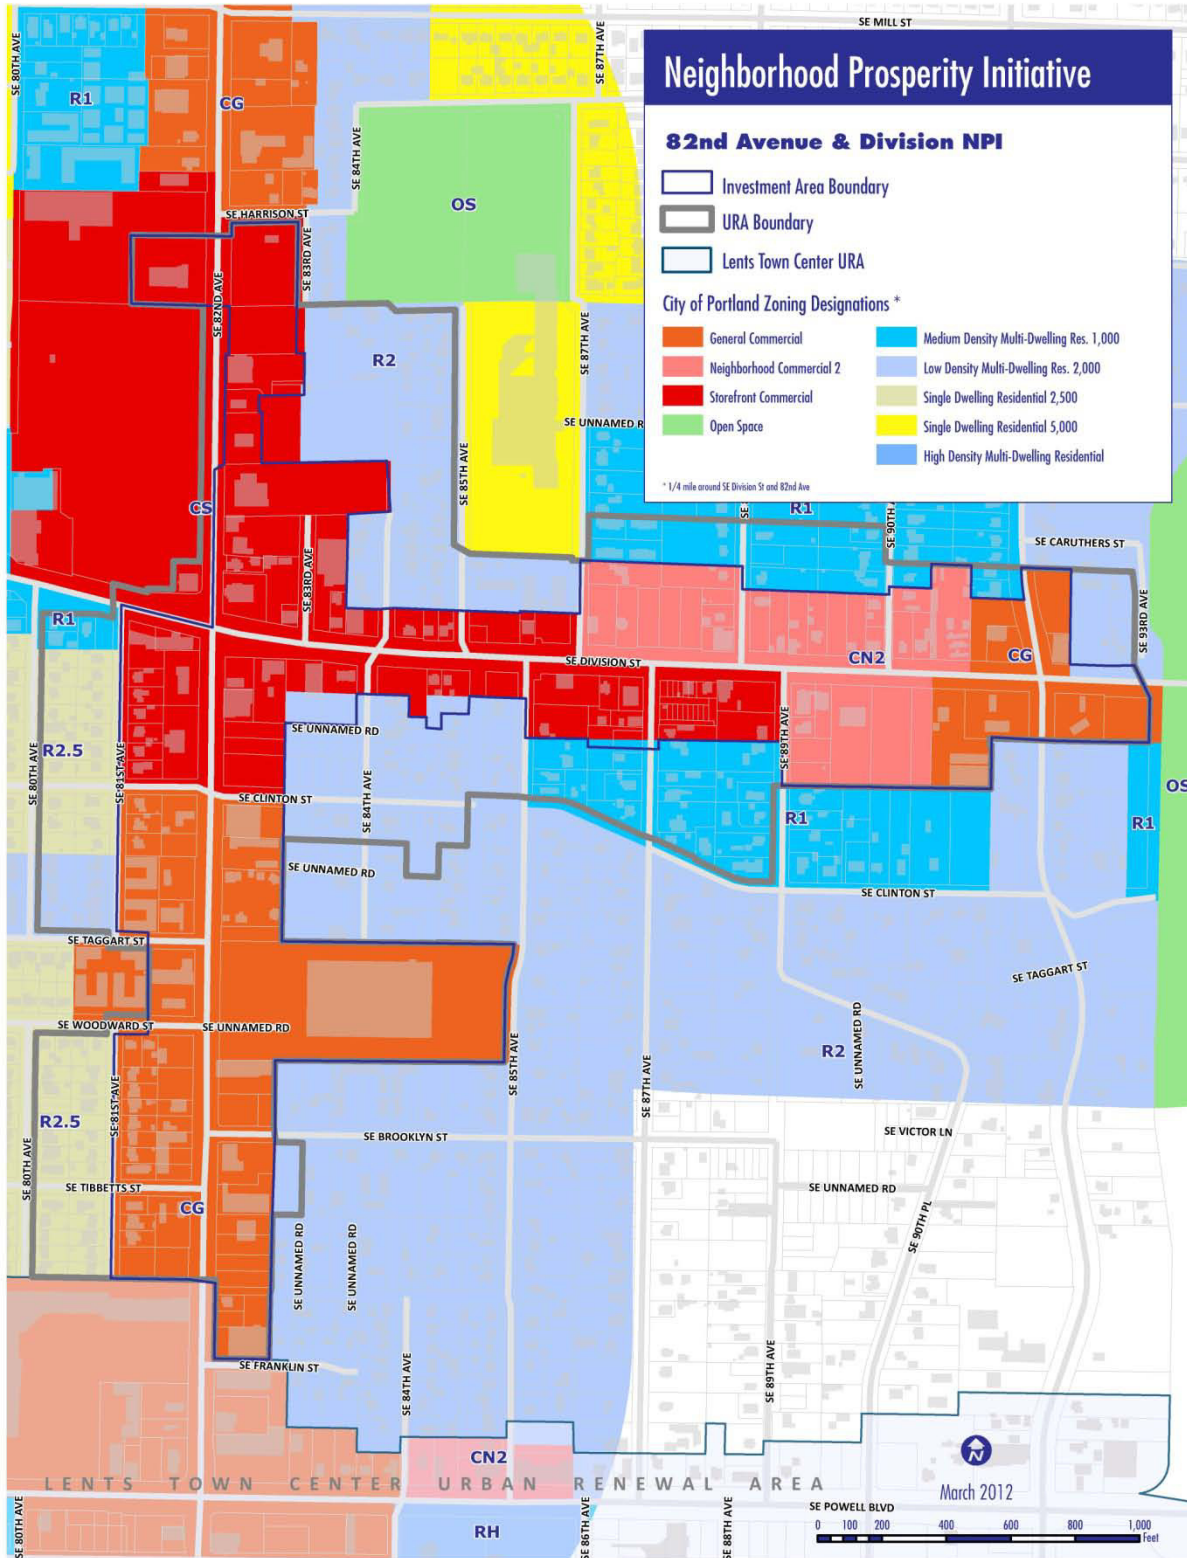 SE MILL ST
SE 80TH AVE
SE 87TH AVE
Neighborhood Prosperity Initiative
82nd Avenue & Division NPI
Investment Area Boundary
URA Boundary
Lents Town Center URA
City of Portland Zoning Designations *
General Commercial
Neighborhood Commercial 2
Storefront Commercial
Open Space
Medium Density Multi-Dwelling Res. 1,000
Low Density Multi-Dwelling Res. 2,000
Single Dwelling Residential 2,500
Single Dwelling Residential 5,000
High Density Multi-Dwelling Residential
* 1/4 mile around SE Division St and 82nd Ave
R1
CG
SE 84TH AVE
OS
SE HARRISON ST
SE 83RD AVE
SE 82ND AVE
R2
SE 87TH AVE
SE UNNAMED R
SE 85TH AVE
CS
R1
SE 90TH A
SE CARUTHERS ST
SE 83RD AVE
R1
SE 93RD AVE
SE DIVISION ST
CN2
CG
SE UNNAMED RD
SE 89TH AVE
R2.5
SE 80TH AVE
SE 81ST AVE
SE CLINTON ST
SE 84TH AVE
OS
R1
R1
SE UNNAMED RD
SE CLINTON ST
SE TAGGART ST
SE TAGGART ST
SE WOODWARD ST
SE UNNAMED RD
SE UNNAMED RD
R2
SE 85TH AVE
SE 87TH AVE
SE 81ST AVE
R2.5
SE BROOKLYN ST
SE VICTOR LN
SE 80TH AVE
SE TIBBETTS ST
SE UNNAMED RD
CG
SE 90TH PL
SE UNNAMED RD
SE UNNAMED RD
SE FRANKLIN ST
SE 84TH AVE
SE 89TH AVE
CN2
N
LENTS TOWN CENTER URBAN RENEWAL AREA
March 2012
SE POWELL BLVD
SE 80TH AVE
RH
SE 86TH AVE
SE 88TH AVE
0 100 200 400 600 800 1,000
Feet